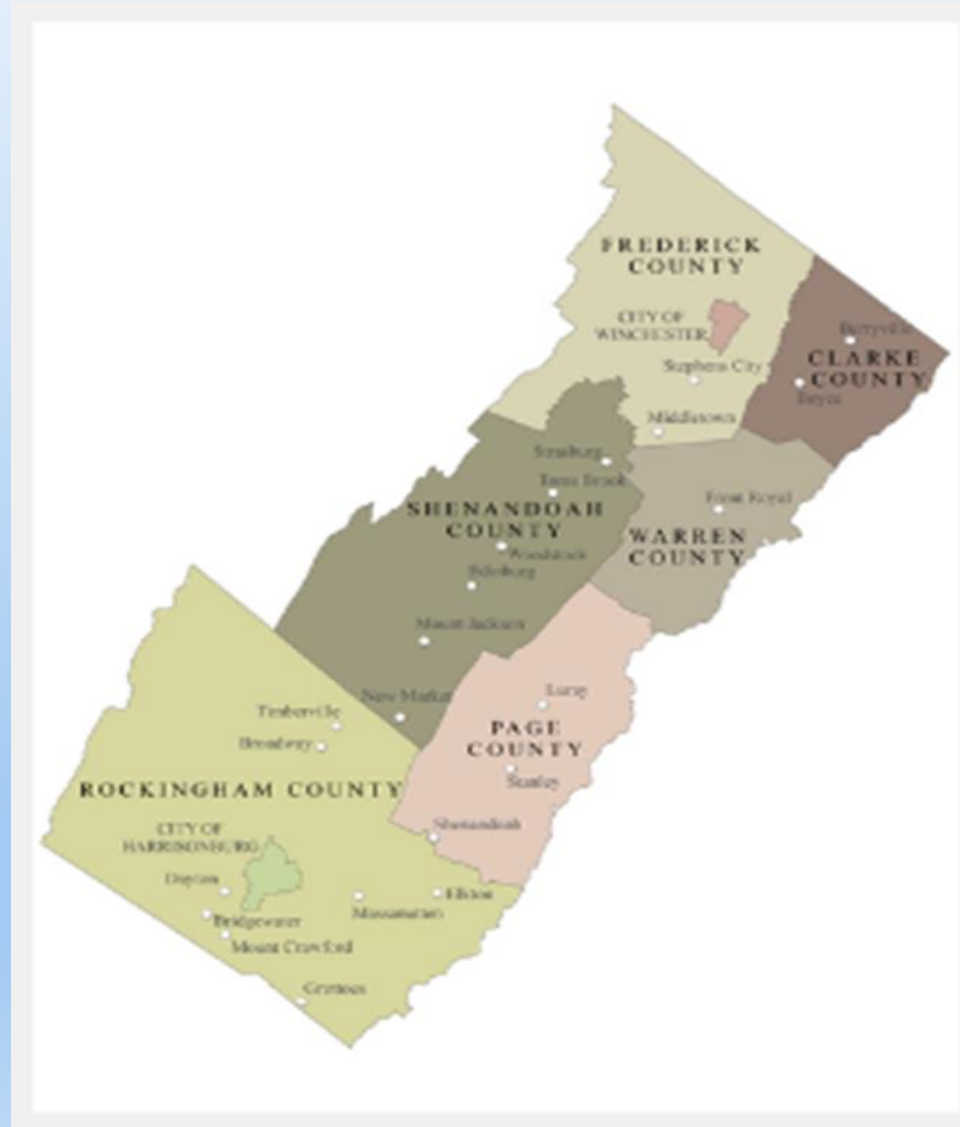 FREDERICK
COUNTY
CITY OF
WINCHESTER
Berryville
CLARKE
COUNTY
Stephens City
Boyce
Middletown
Strasburg
Toms Brook
Front Royal
SHENANDOAH
COUNTY
WARREN
COUNTY
Woodstock
Edinburg
Mount Jackson
New Market
Luray
Timberville
PAGE
COUNTY
Broadway
Stanley
ROCKINGHAM COUNTY
Shenandoah
CITY OF
HARRISONBURG
Dayton
Elkton
Massanutten
Bridgewater
Mount Crawford
Grottoes